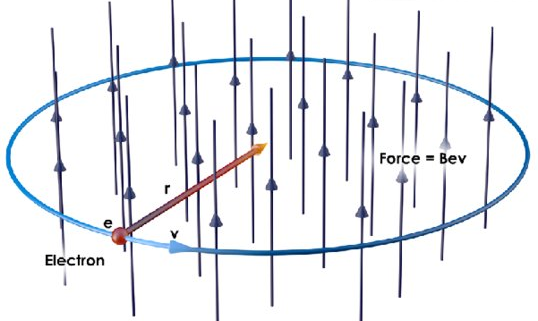 Force = Bev
r
e
v
Electron